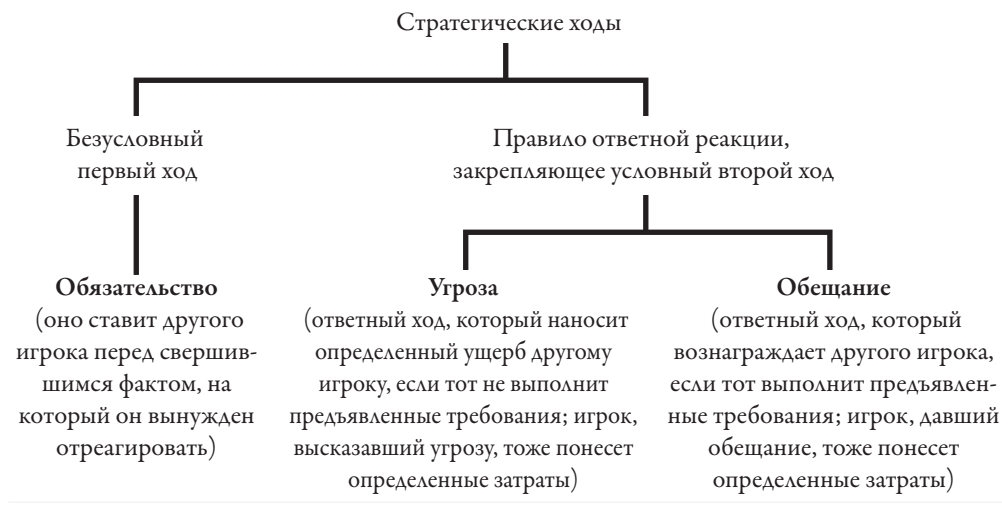 Стратегические ходы
Безусловный
первый ход
Правило ответной реакции,
закрепляющее условный второй ход
Обязательство
(оно ставит другого
игрока перед свершив-
шимся фактом, на
который он вынужден
отреагировать)
Угроза
(ответный ход, который наносит
определенный ущерб другому
игроку, если тот не выполнит
предъявленные требования; игрок,
высказавший угрозу, тоже понесет
определенные затраты)
Обещание
(ответный ход, который
вознаграждает другого игрока,
если тот выполнит предъявлен-
ные требования; игрок, давший
обещание, тоже понесет
определенные затраты)